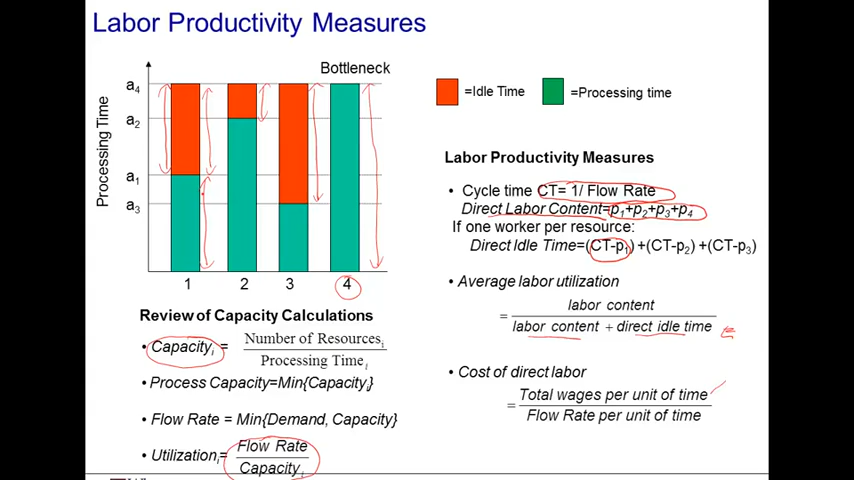 Labor Productivity Measures
Bottleneck
Processing Time
a4
a2
a1
a3
1 2 3 4
=Idle Time =Processing time
Review of Capacity Calculations
• Capacityi = Number of Resourcesi
Processing Timei
• Process Capacity=Min{Capacityi}
• Flow Rate = Min{Demand, Capacity}
• Utilizationi= Flow Rate
Capacityi
Labor Productivity Measures
• Cycle time CT= 1/ Flow Rate
Direct Labor Content=p1+p2+p3+p4
If one worker per resource:
Direct Idle Time=(CT-p1) +(CT-p2) +(CT-p3)
• Average labor utilization
= labor content
labor content + direct idle time
• Cost of direct labor
= Total wages per unit of time
Flow Rate per unit of time